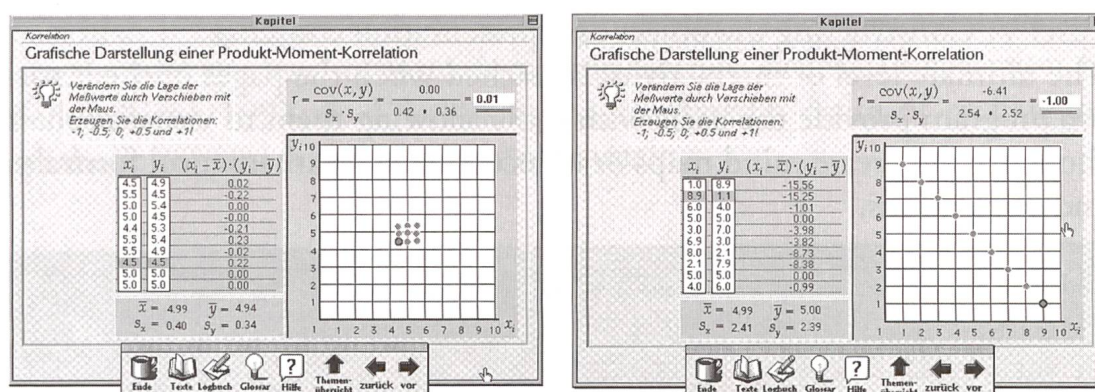 Kapitel
Korrelation
Grafische Darstellung einer Produkt-Moment-Korrelation
Verändern Sie die Lage der
Meßwerte durch Verschieben mit
der Maus.
Erzeugen Sie die Korrelationen:
-1; -0.5; 0; +0.5 und +1!
r = cov(x, y) / s_x · s_y = 0.00 / 0.42 · 0.36 = 0.01
x_i y_i (x_i − x̄)·(y_i − ȳ)
4.5 4.9 0.02
5.5 4.5 -0.22
5.0 5.4 0.00
5.0 4.5 -0.00
4.4 5.3 -0.21
5.5 5.4 0.23
5.5 4.9 -0.02
4.5 4.5 0.22
5.0 5.0 0.00
5.0 5.0 0.00
x̄ = 4.99 ȳ = 4.94
s_x = 0.40 s_y = 0.34
y_i 10
9
8
7
6
5
4
3
2
1
1 1 2 3 4 5 6 7 8 9 10 x_i
Ende Texte Logbuch Glossar Hilfe Themen-übersicht zurück vor
Kapitel
Korrelation
Grafische Darstellung einer Produkt-Moment-Korrelation
Verändern Sie die Lage der
Meßwerte durch Verschieben mit
der Maus.
Erzeugen Sie die Korrelationen:
-1; -0.5; 0; +0.5 und +1!
r = cov(x, y) / s_x · s_y = -6.41 / 2.54 · 2.52 = -1.00
x_i y_i (x_i − x̄)·(y_i − ȳ)
1.0 8.9 -15.56
8.9 1.1 -15.25
6.0 4.0 -1.01
5.0 5.0 0.00
3.0 7.0 -3.98
6.9 3.0 -3.82
8.0 2.1 -8.73
2.1 7.9 -8.38
5.0 5.0 0.00
4.0 6.0 -0.99
x̄ = 4.99 ȳ = 5.00
s_x = 2.41 s_y = 2.39
y_i 10
9
8
7
6
5
4
3
2
1
1 1 2 3 4 5 6 7 8 9 10 x_i
Ende Texte Logbuch Glossar Hilfe Themen-übersicht zurück vor